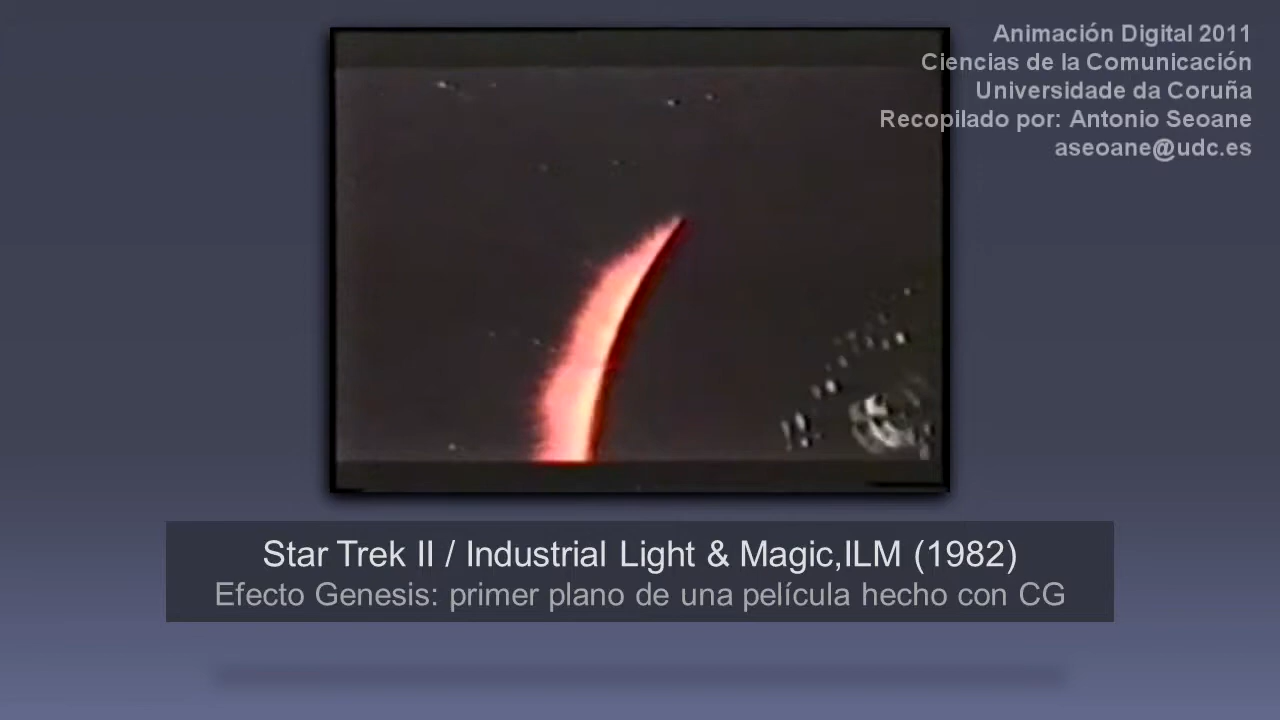 Animación Digital 2011
Ciencias de la Comunicación
Universidade da Coruña
Recopilado por: Antonio Seoane
aseoane@udc.es
Star Trek II / Industrial Light & Magic,ILM (1982)
Efecto Genesis: primer plano de una película hecho con CG